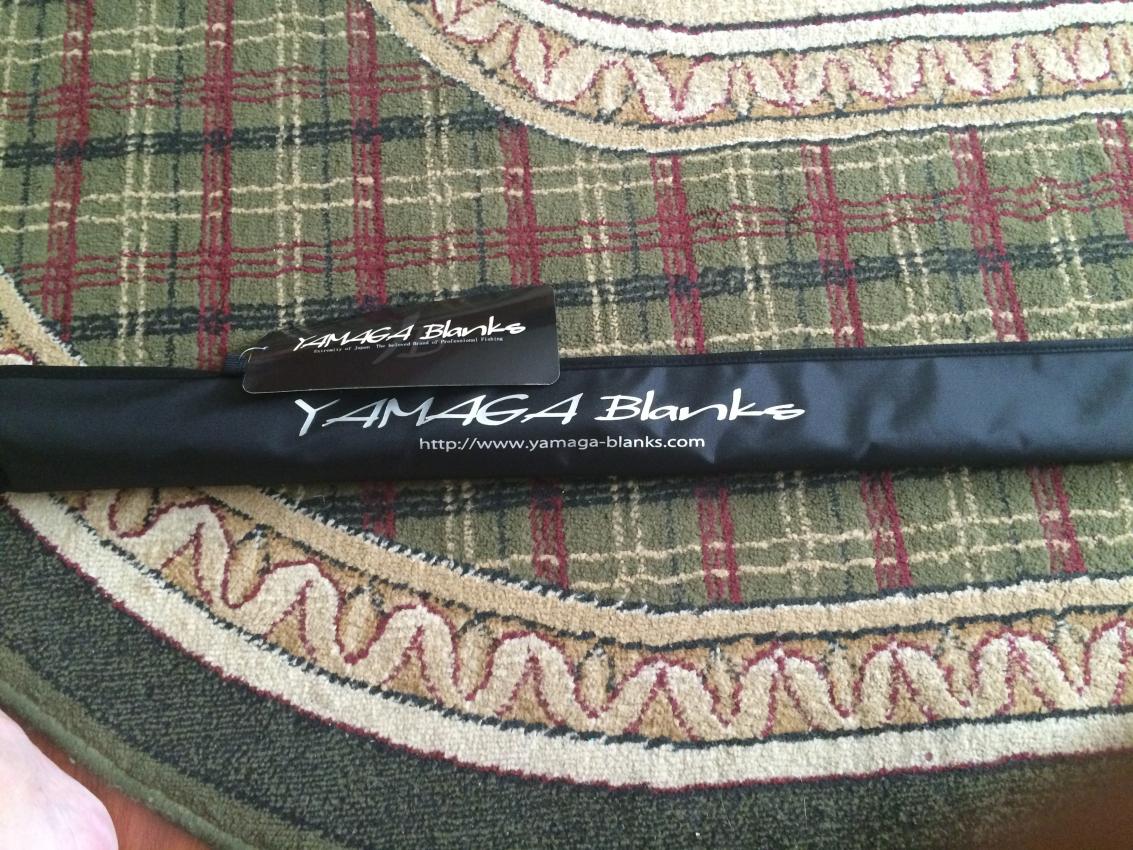 YAMAGA Blanks
Extremity of Japan. The beloved Brand of Professional Fishing
YAMAGA Blanks
http://www.yamaga-blanks.com